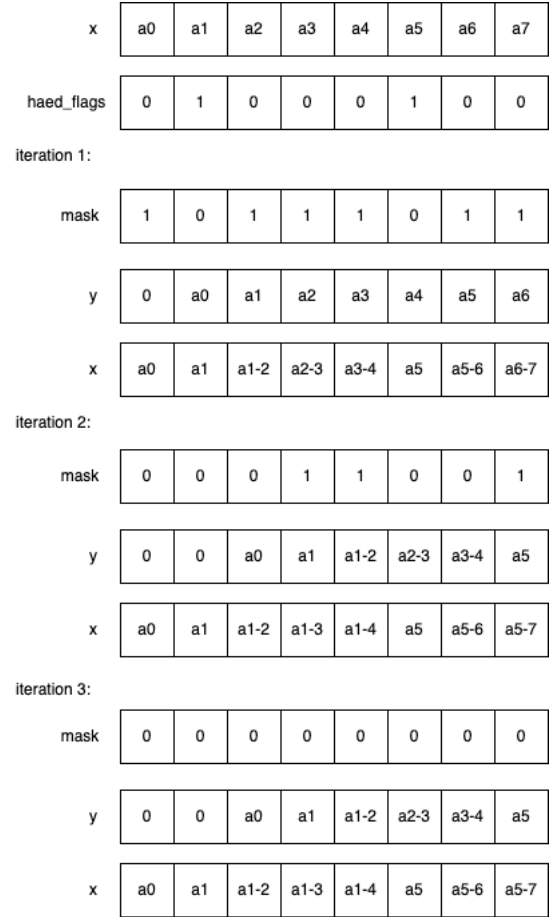 x a0 a1 a2 a3 a4 a5 a6 a7
haed_flags 0 1 0 0 0 1 0 0
iteration 1:
mask 1 0 1 1 1 0 1 1
y 0 a0 a1 a2 a3 a4 a5 a6
x a0 a1 a1-2 a2-3 a3-4 a5 a5-6 a6-7
iteration 2:
mask 0 0 0 1 1 0 0 1
y 0 0 a0 a1 a1-2 a2-3 a3-4 a5
x a0 a1 a1-2 a1-3 a1-4 a5 a5-6 a5-7
iteration 3:
mask 0 0 0 0 0 0 0 0
y 0 0 a0 a1 a1-2 a2-3 a3-4 a5
x a0 a1 a1-2 a1-3 a1-4 a5 a5-6 a5-7